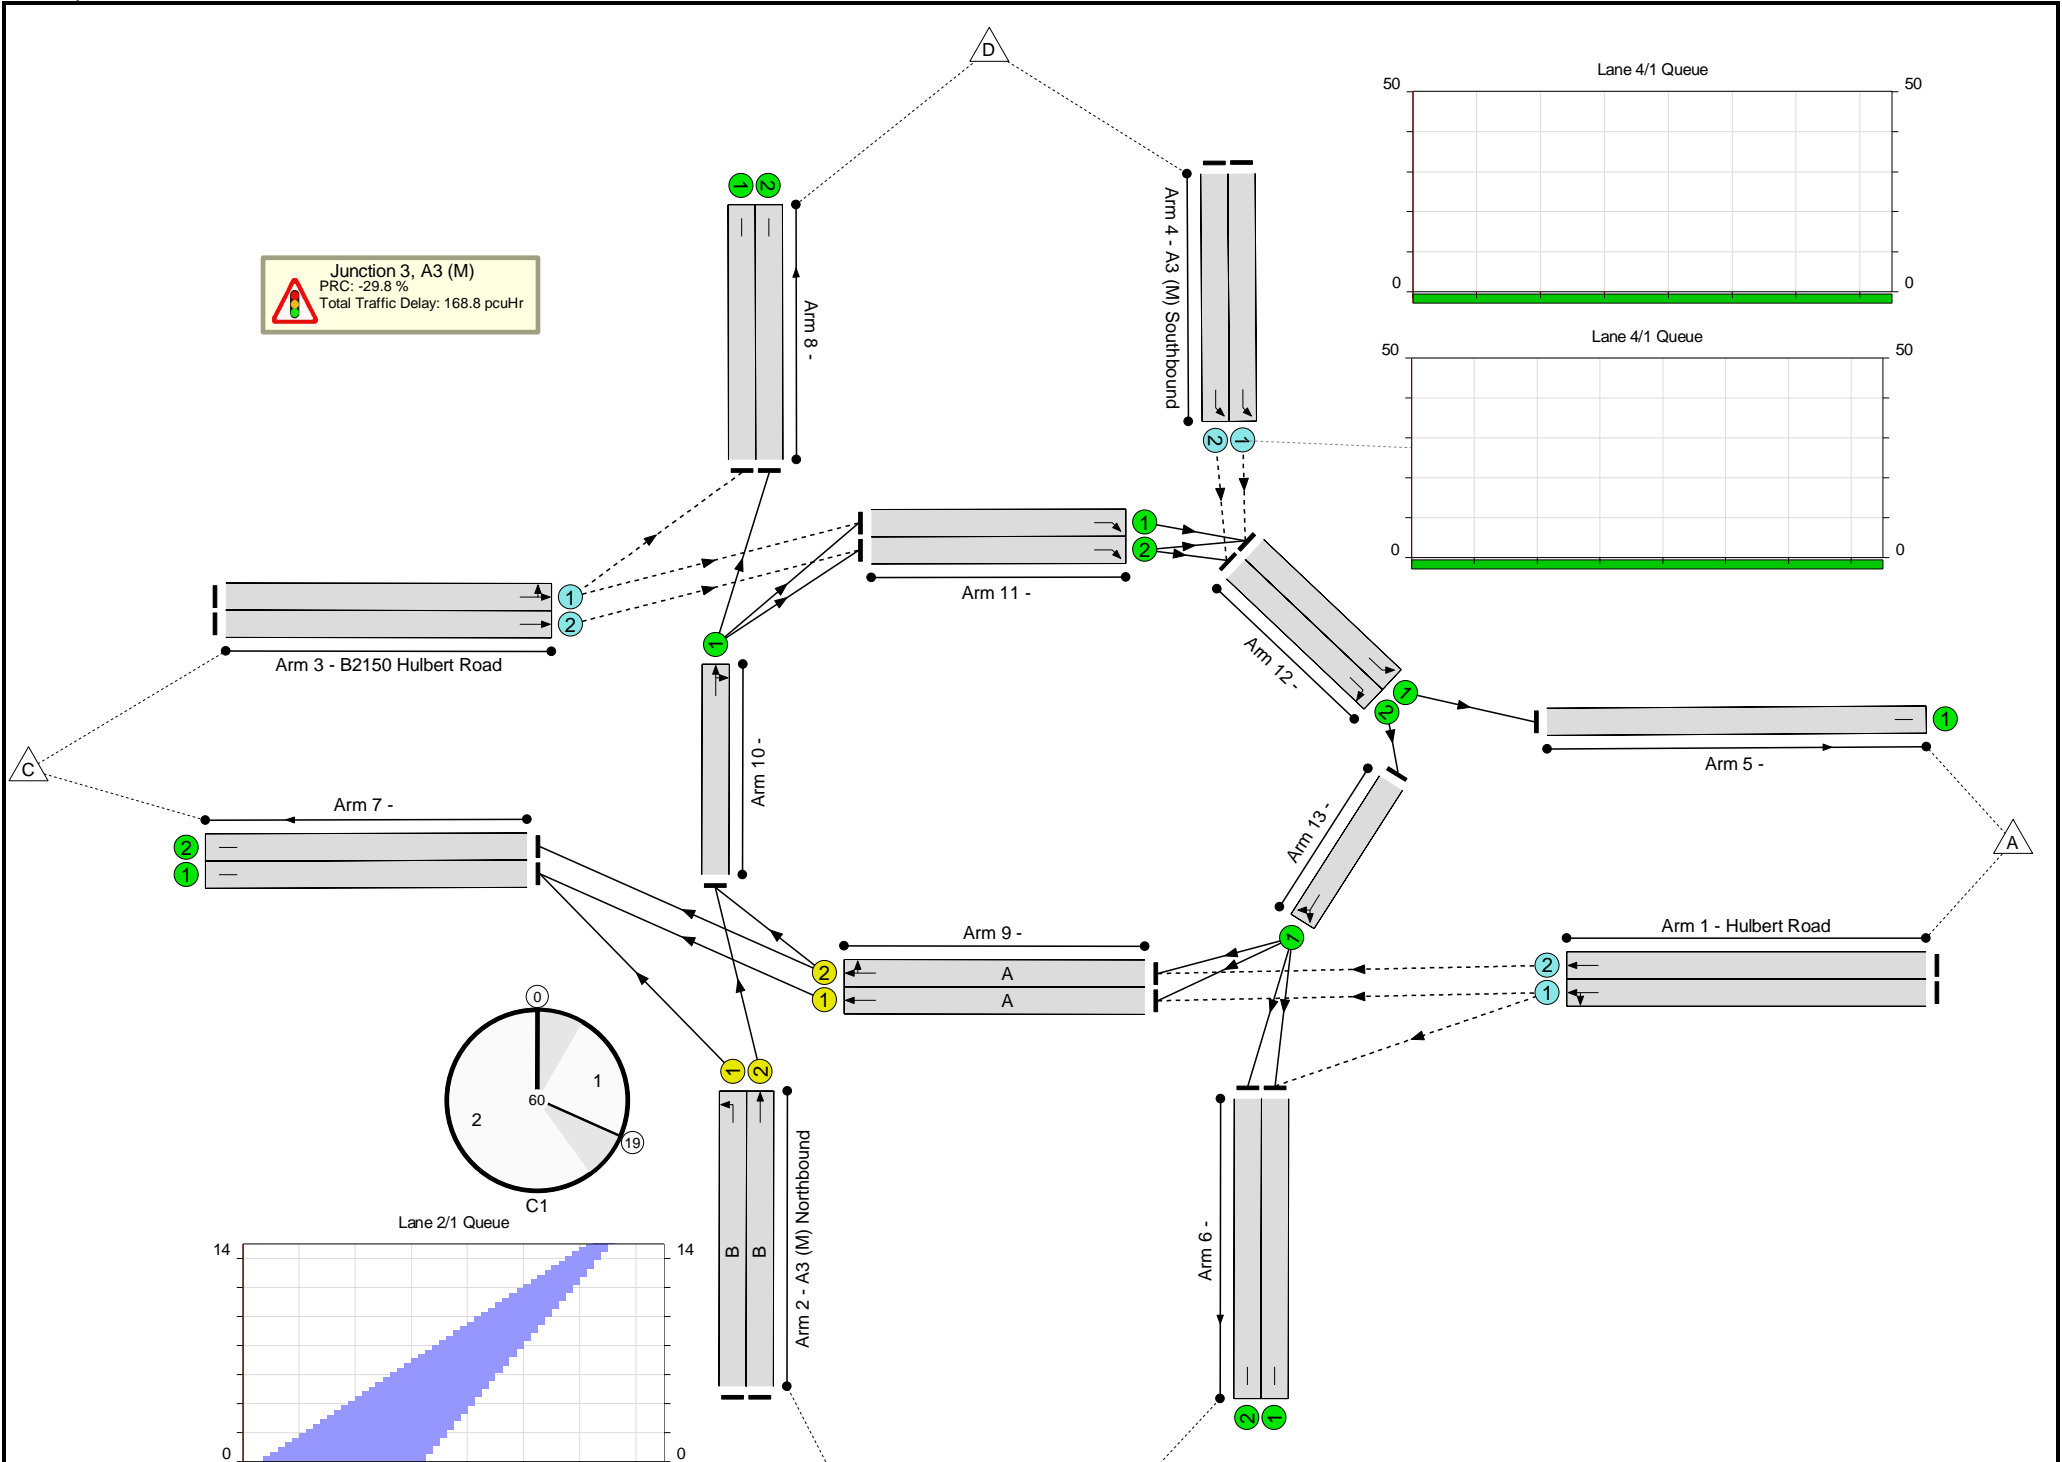 D
Lane 4/1 Queue
50
50
0
0
Arm 4 - A3 (M) Southbound
1
2
Junction 3, A3 (M)
PRC: -29.8 %
Total Traffic Delay: 168.8 pcuHr
Arm 8 -
Lane 4/1 Queue
50
50
0
0
2
1
1
2
Arm 11 -
1
2
Arm 3 - B2150 Hulbert Road
1
Arm 12 -
1
2
1
Arm 5 -
Arm 10 -
C
Arm 7 -
2
1
Arm 13 -
A
Arm 9 -
1
Arm 1 - Hulbert Road
2
A
1
A
2
1
0
1
60
2
19
C1
1
2
B
B
Arm 2 - A3 (M) Northbound
Lane 2/1 Queue
14
14
0
0
Arm 6 -
2
1